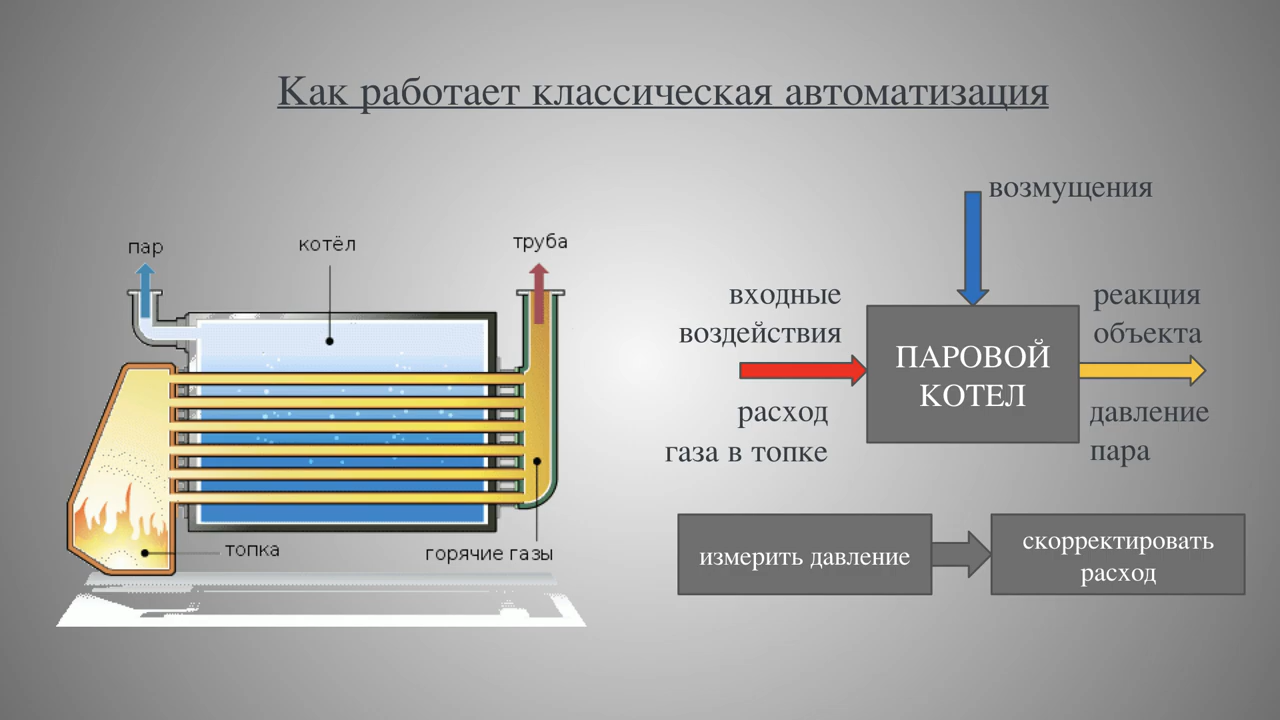 Как работает классическая автоматизация
пар
котёл
труба
топка
горячие газы
возмущения
входные
воздействия
реакция
объекта
ПАРОВОЙ
КОТЕЛ
расход
газа в топке
давление
пара
измерить давление
скорректировать
расход